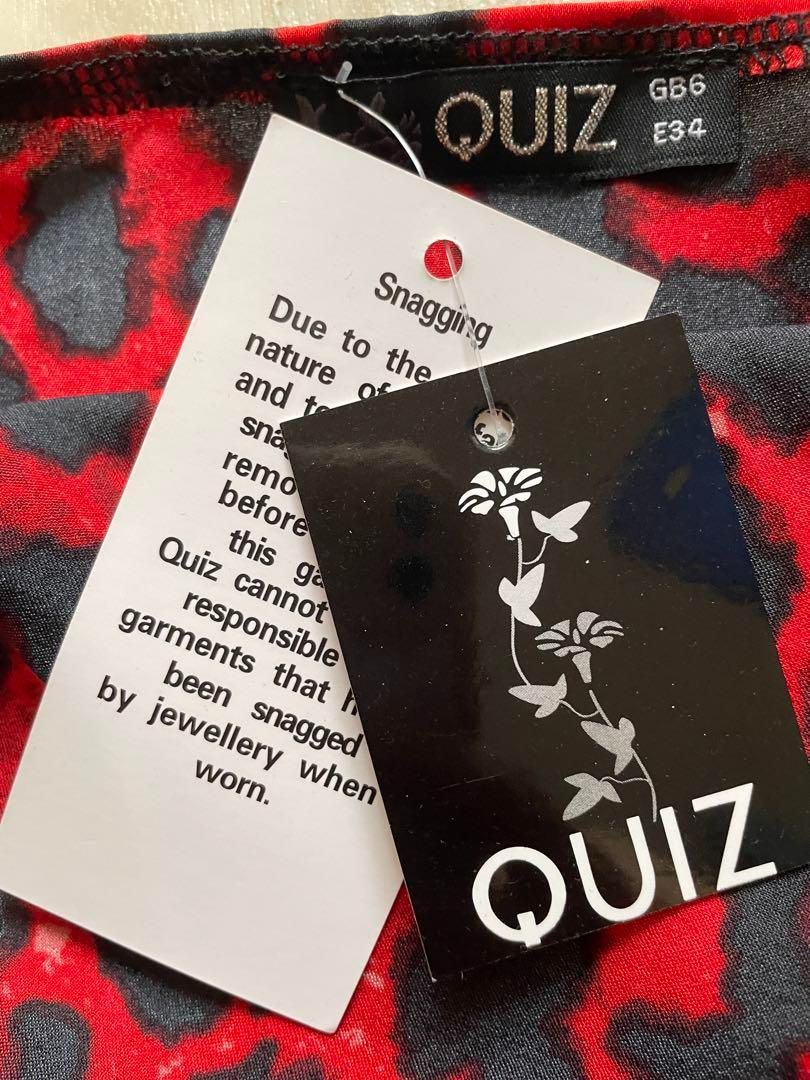 QUIZ
GB6
E34
Snagging
Due to the
nature of
and
remo
before
this
Quiz cannot
responsible
garments that
been snagged
by jewellery when
worn.
QUIZ